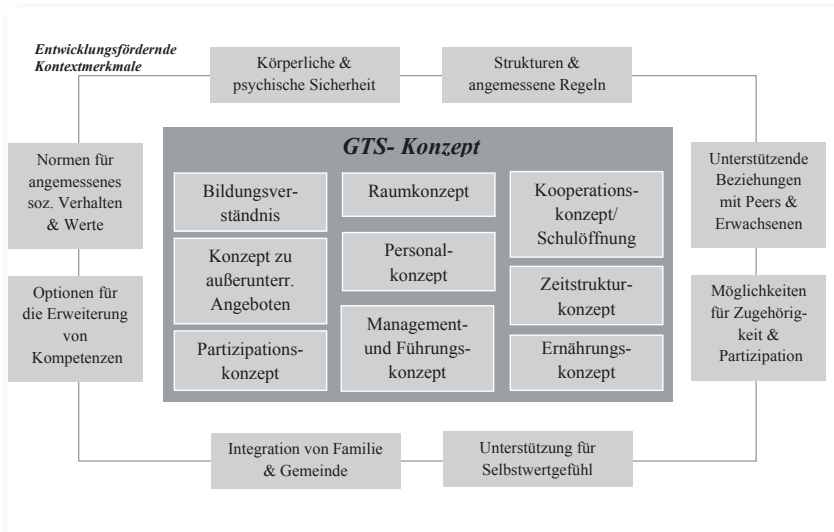 Entwicklungsfördernde
Kontextmerkmale
Körperliche &
psychische Sicherheit
Strukturen &
angemessene Regeln
Normen für
angemessenes
soz. Verhalten
& Werte
Optionen für
die Erweiterung
von
Kompetenzen
GTS- Konzept
Bildungsver-
ständnis
Konzept zu
außerunterr.
Angeboten
Partizipations-
konzept
Raumkonzept
Personal-
konzept
Management-
und Führungs-
konzept
Kooperations-
konzept/
Schulöffnung
Zeitstruktur-
konzept
Ernährungs-
konzept
Unterstützende
Beziehungen
mit Peers &
Erwachsenen
Möglichkeiten
für Zugehörig-
keit &
Partizipation
Integration von Familie
& Gemeinde
Unterstützung für
Selbstwertgefühl